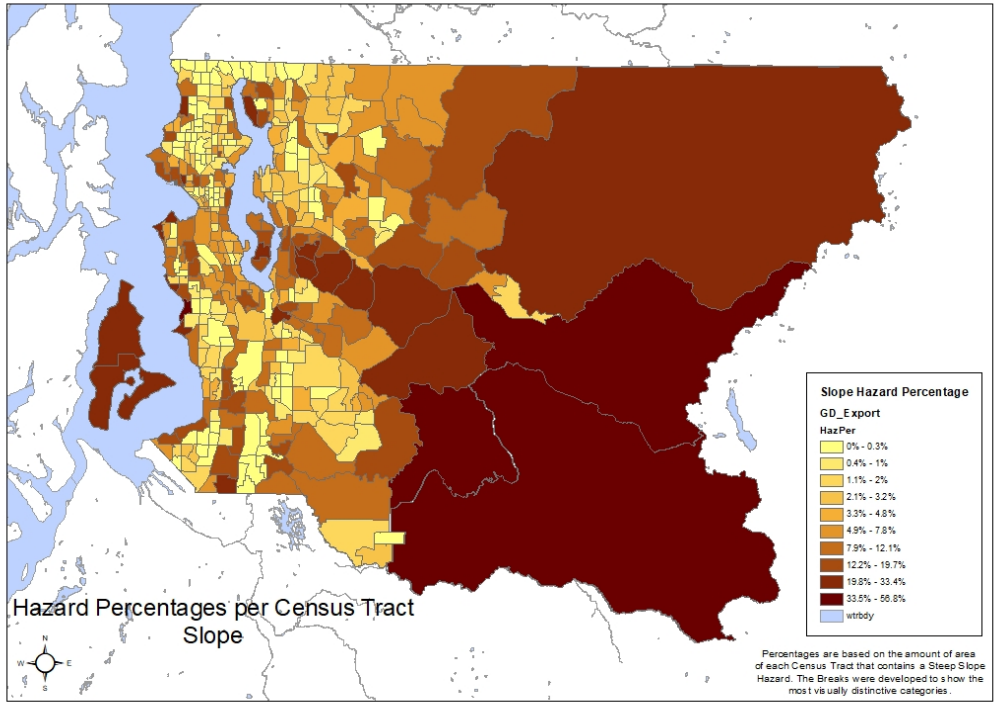 Slope Hazard Percentage
GD_Export
HazPer
0% - 0.3%
0.4% - 1%
1.1% - 2%
2.1% - 3.2%
3.3% - 4.8%
4.9% - 7.8%
7.9% - 12.1%
12.2% - 19.7%
19.8% - 33.4%
33.5% - 56.8%
wtrbdy
Hazard Percentages per Census Tract
Slope
N
W E
S
Percentages are based on the amount of area
of each Census Tract that contains a Steep Slope
Hazard. The Breaks were developed to show the
most visually distinctive categories.